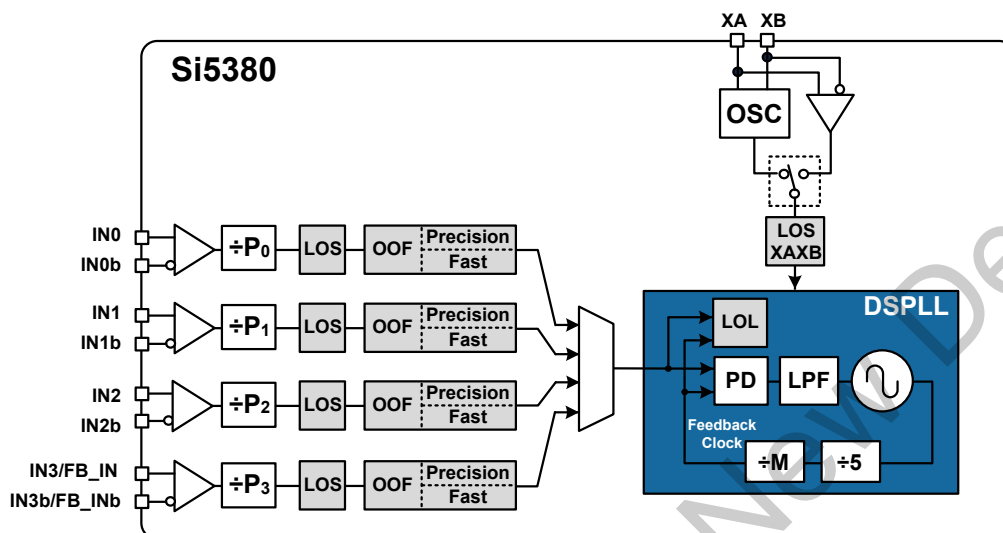 XA XB
Si5380
OSC
LOS
XAXB
IN0
IN0b
÷P0
LOS
OOF
Precision
Fast
IN1
IN1b
÷P1
LOS
OOF
Precision
Fast
IN2
IN2b
÷P2
LOS
OOF
Precision
Fast
IN3/FB_IN
IN3b/FB_INb
÷P3
LOS
OOF
Precision
Fast
DSPLL
LOL
PD
LPF
Feedback
Clock
÷M
÷5
New De